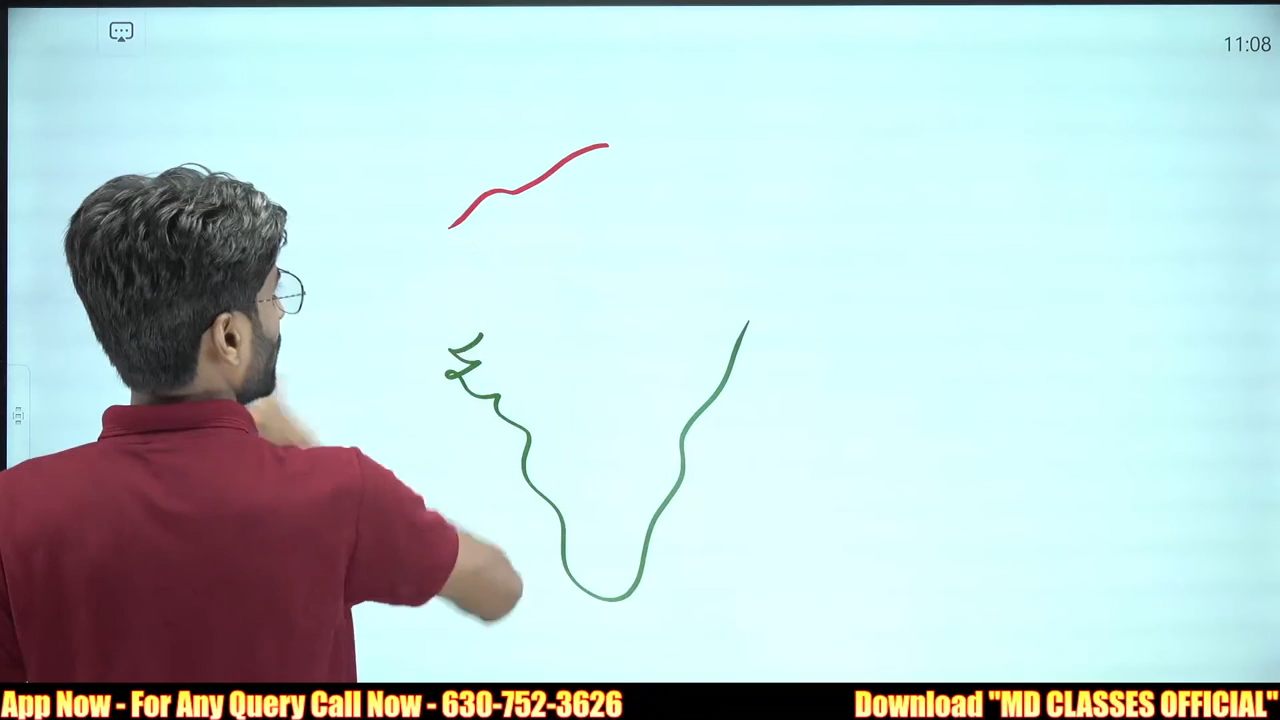 11:08
App Now - For Any Query Call Now - 630-752-3626
Download "MD CLASSES OFFICIAL"